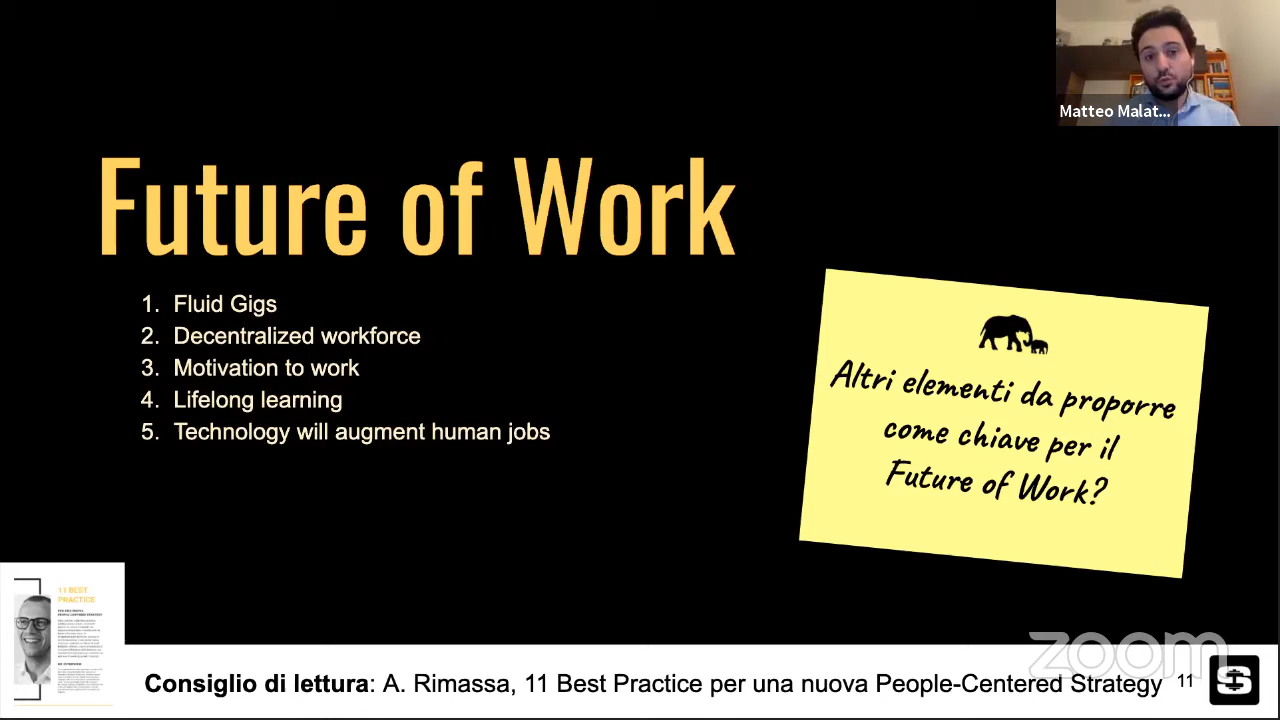 Matteo Malat...
Future of Work
1. Fluid Gigs
2. Decentralized workforce
3. Motivation to work
4. Lifelong learning
5. Technology will augment human jobs
Altri elementi da proporre
come chiave per il
Future of Work?
11 BEST
PRACTICE
zoom
Consiglio di lettura: A. Rimassa, 11 Best Practice per una nuova People-Centered Strategy
11